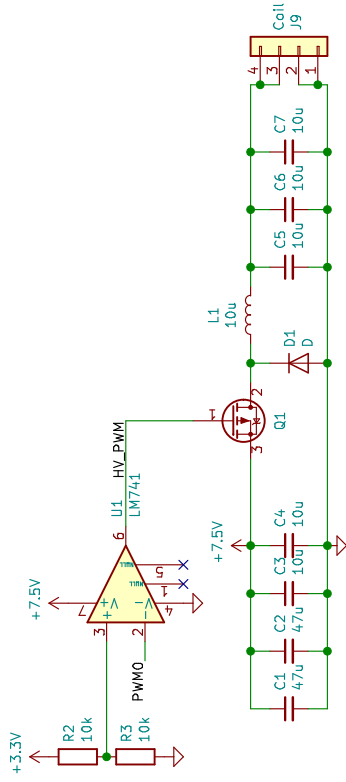 Coil
J9
4
3
2
1
C7
10u
C6
10u
C5
10u
L1
10u
D1
D
2
1
Q1
3
HV_PWM
U1
LM741
6
+7.5V
C4
10u
C3
10u
C2
47u
C1
47u
+7.5V
7
V+
+
3
NULL
5
NULL
1
V-
-
4
2
PWM0
+3.3V
R2
10k
R3
10k